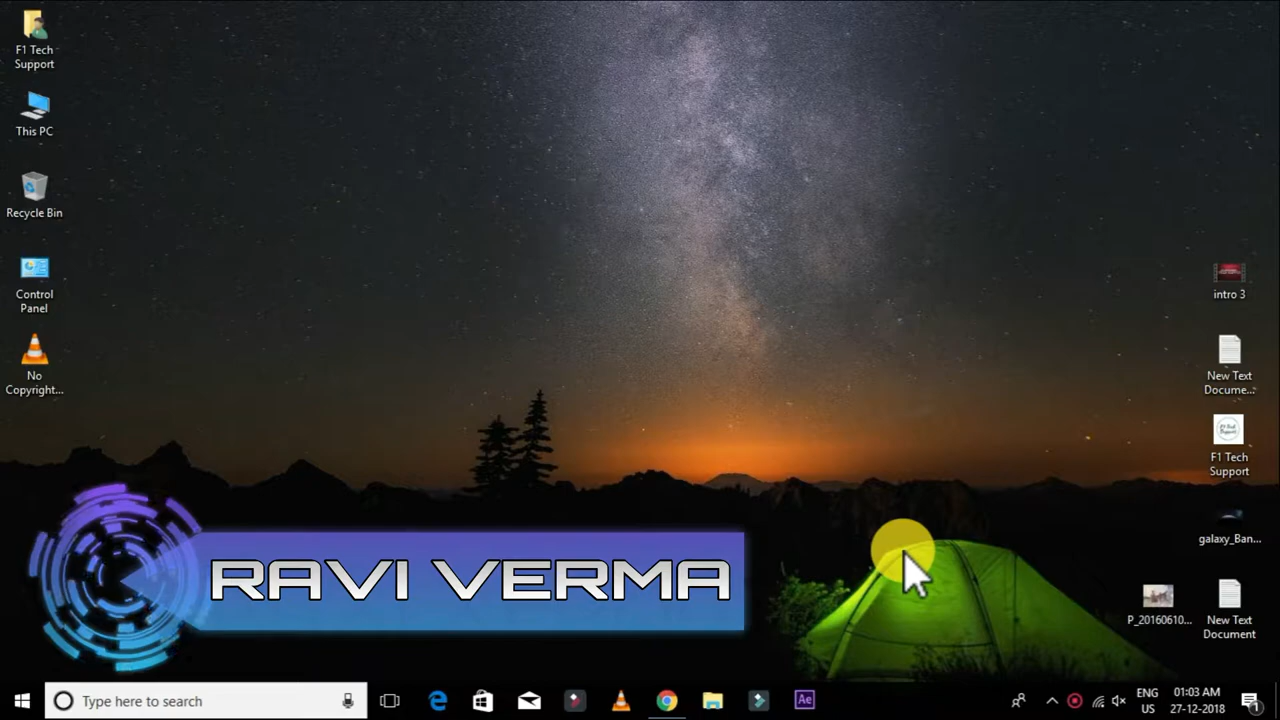 F1 Tech
Support
This PC
Recycle Bin
Control
Panel
No
Copyright...
intro 3
New Text
Docume...
F1 Tech
Support
galaxy_Ban...
P_20160610...
New Text
Document
RAVI VERMA
Type here to search
Ae
ENG
US
01:03 AM
27-12-2018
1